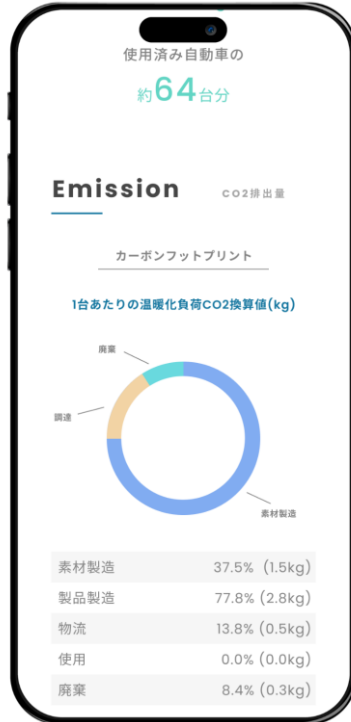 使用済み自動車の
約64台分
Emission CO2排出量
カーボンフットプリント
1台あたりの温暖化負荷CO2換算値(kg)
廃棄
調達
素材製造
素材製造 37.5% (1.5kg)
製品製造 77.8% (2.8kg)
物流 13.8% (0.5kg)
使用 0.0% (0.0kg)
廃棄 8.4% (0.3kg)